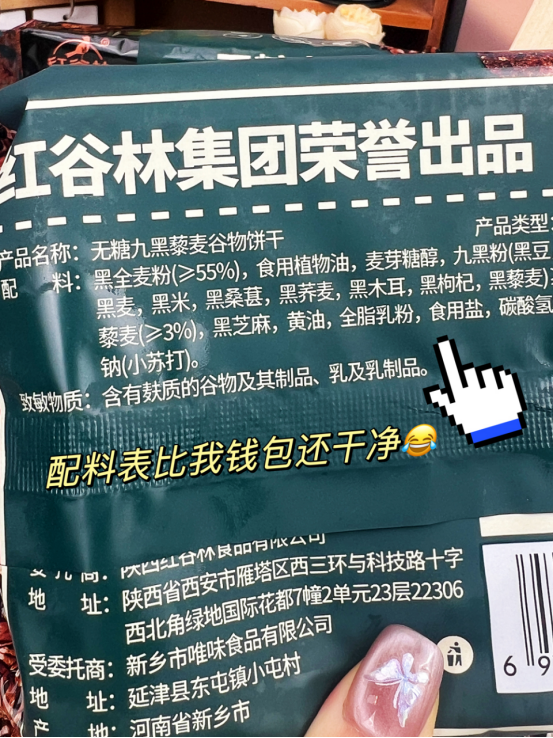 红谷林集团荣誉出品
产品类型:
产品名称：无糖九黑藜麦谷物饼干
配 料：黑全麦粉(≥55%)，食用植物油，麦芽糖醇，九黑粉(黑豆
黑麦，黑米，黑桑葚，黑荞麦，黑木耳，黑枸杞，黑藜麦)
藜麦(≥3%)，黑芝麻，黄油，全脂乳粉，食用盐，碳酸氢
钠(小苏打)。
致敏物质：含有麸质的谷物及其制品、乳及乳制品。
配料表比我钱包还干净😂
委托商：陕西红谷林食品有限公司
地 址：陕西省西安市雁塔区西三环与科技路十字
西北角绿地国际花都7幢2单元23层22306
受委托商：新乡市唯味食品有限公司
地 址：延津县东屯镇小屯村
产 地：河南省新乡市
6 9